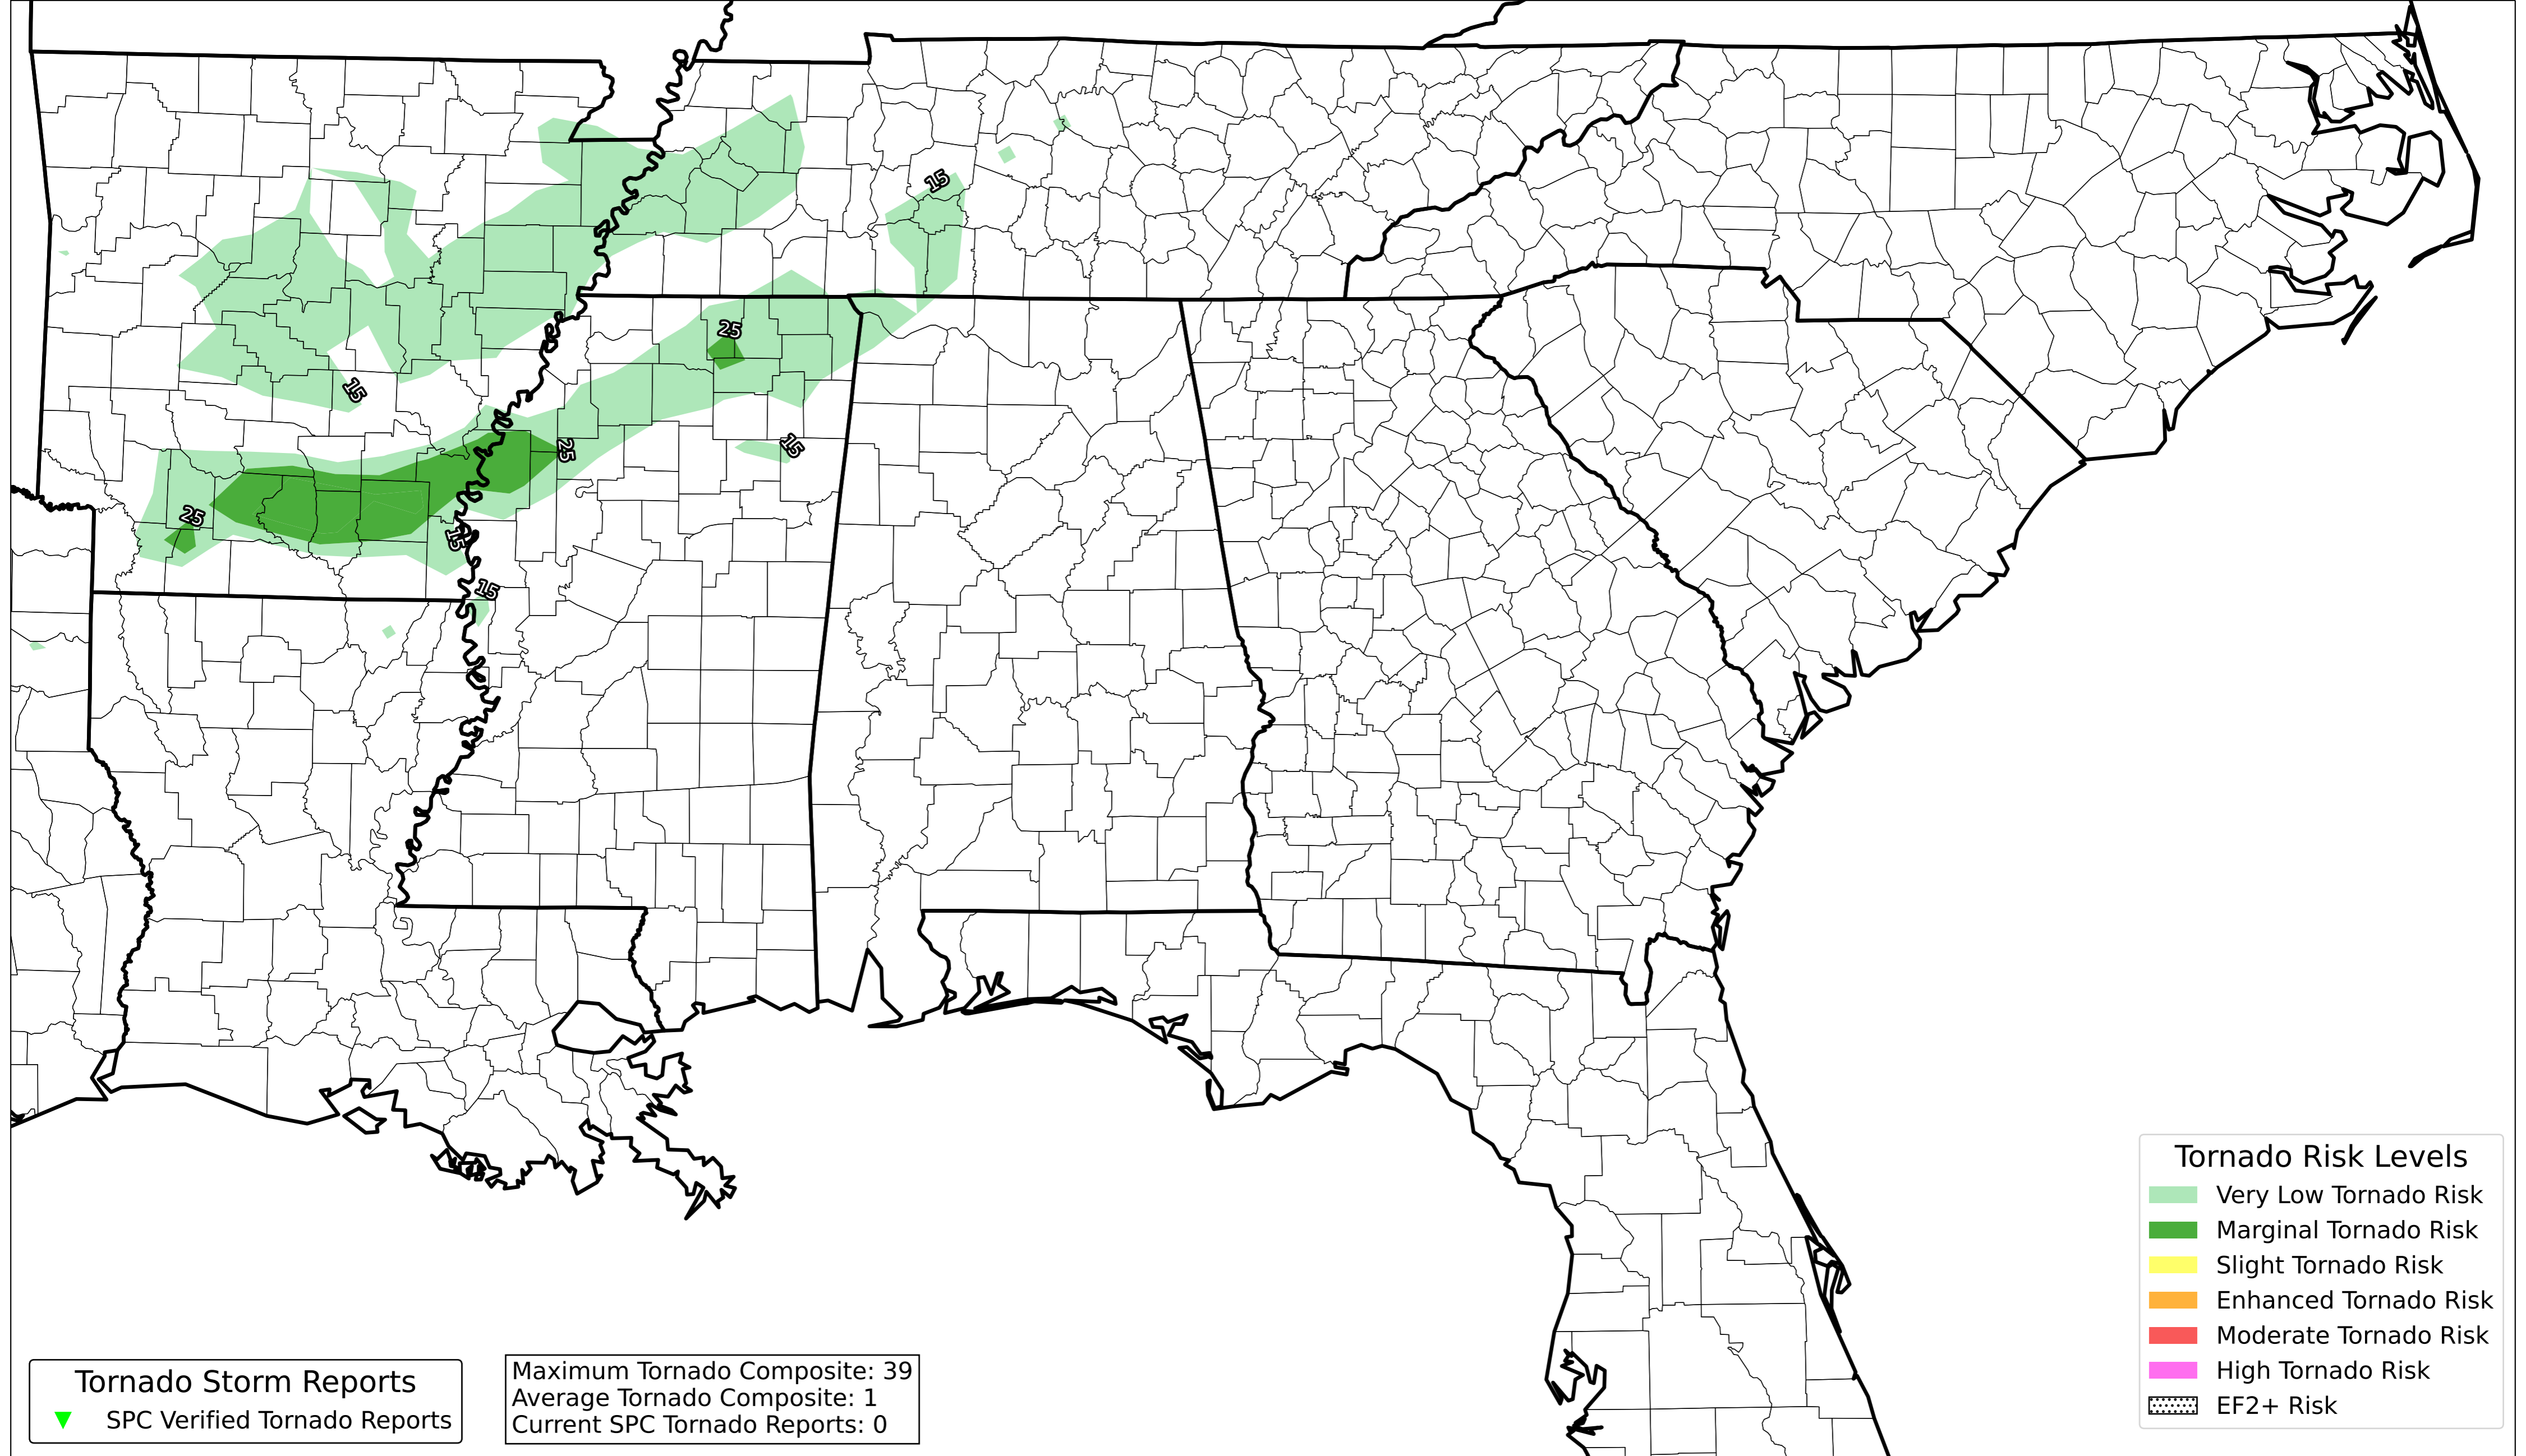 15
25
15
25
15
25
15
15
Tornado Risk Levels
Very Low Tornado Risk
Marginal Tornado Risk
Slight Tornado Risk
Enhanced Tornado Risk
Moderate Tornado Risk
High Tornado Risk
EF2+ Risk
Tornado Storm Reports
SPC Verified Tornado Reports
Maximum Tornado Composite: 39
Average Tornado Composite: 1
Current SPC Tornado Reports: 0